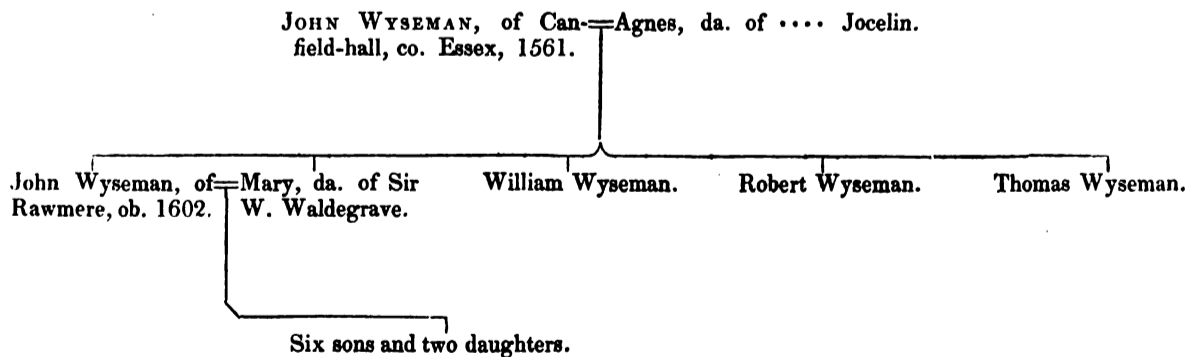 JOHN WYSEMAN, of Can-=Agnes, da. of .... Jocelin.
field-hall, co. Essex, 1561.
John Wyseman, of=Mary, da. of Sir
Rawmere, ob. 1602. W. Waldegrave.
William Wyseman.
Robert Wyseman.
Thomas Wyseman.
Six sons and two daughters.